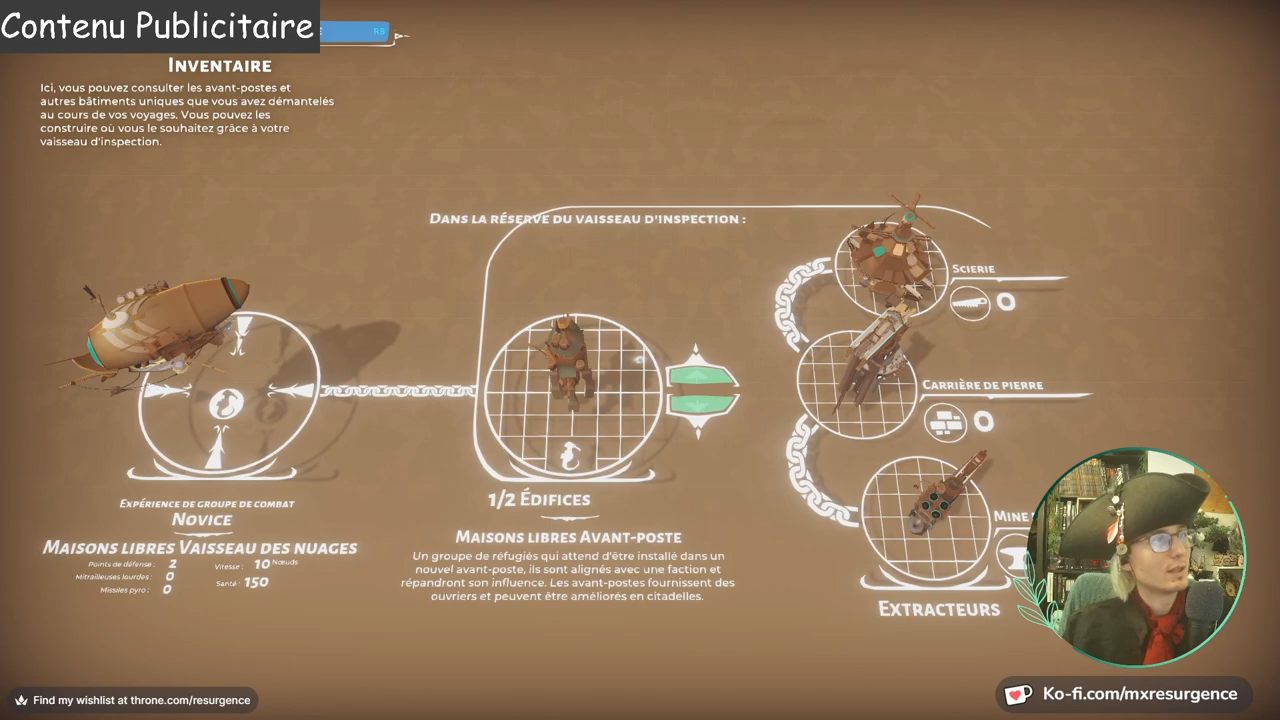 Contenu Publicitaire
RB
INVENTAIRE
Ici, vous pouvez consulter les avant-postes et
autres bâtiments uniques que vous avez démantelés
au cours de vos voyages. Vous pouvez les
construire où vous le souhaitez grâce à votre
vaisseau d'inspection.
DANS LA RÉSERVE DU VAISSEAU D'INSPECTION :
SCIERIE
0
CARRIÈRE DE PIERRE
0
MINE
EXTRACTEURS
1/2 ÉDIFICES
MAISONS LIBRES AVANT-POSTE
Un groupe de réfugiés qui attend d'être installé dans un
nouvel avant-poste, ils sont alignés avec une faction et
répandront son influence. Les avant-postes fournissent des
ouvriers et peuvent être améliorés en citadelles.
EXPÉRIENCE DE GROUPE DE COMBAT
NOVICE
MAISONS LIBRES VAISSEAU DES NUAGES
Points de défense : 2
Mitrailleuses lourdes : 0
Missiles pyro : 0
Vitesse : 10 Nœuds
Santé : 150
Find my wishlist at throne.com/resurgence
Ko-fi.com/mxresurgence